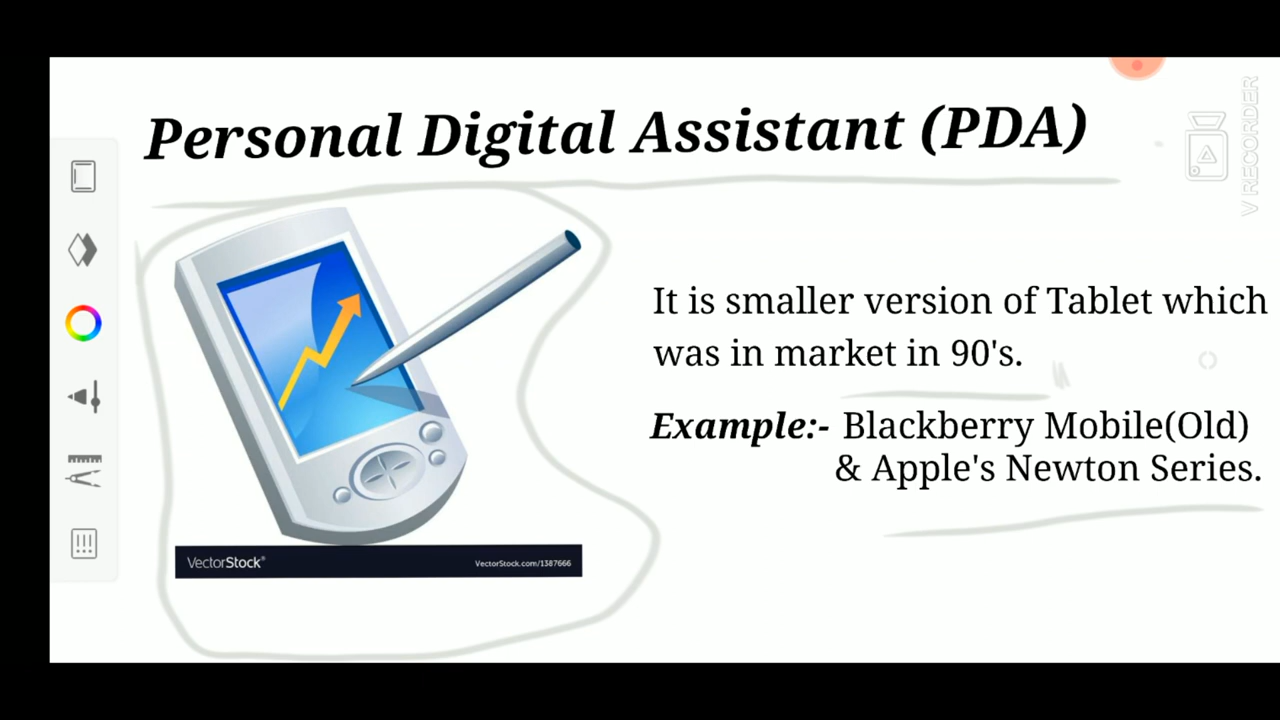 Personal Digital Assistant (PDA)
V RECORDER
It is smaller version of Tablet which
was in market in 90's.
Example:- Blackberry Mobile(Old)
& Apple's Newton Series.
VectorStock®
VectorStock.com/1387666